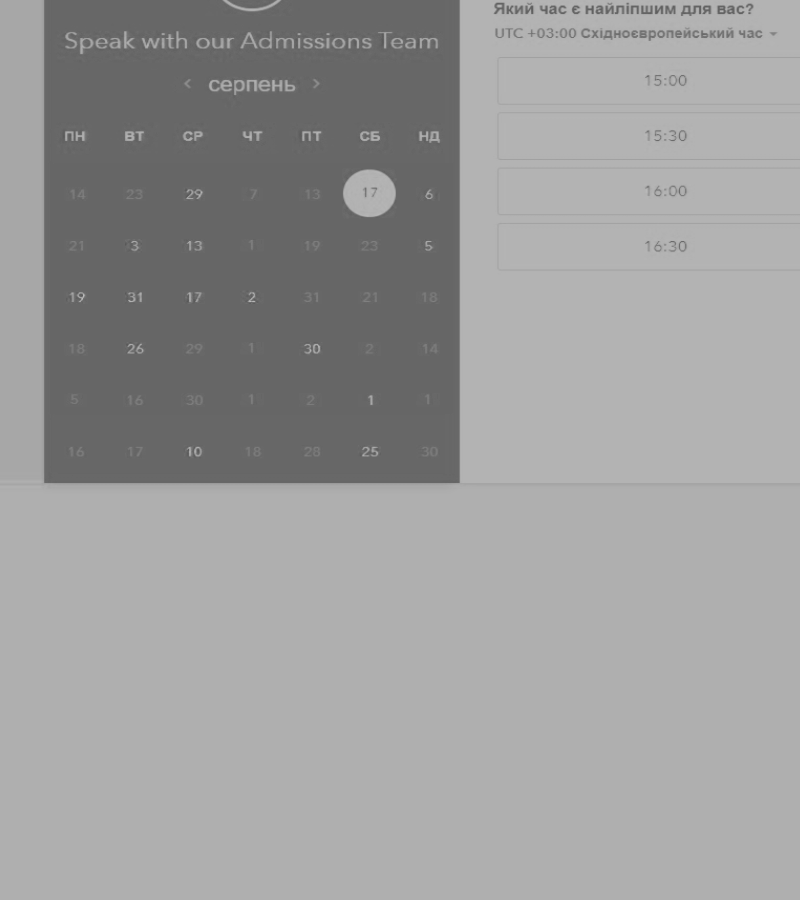 Speak with our Admissions Team
серпень
ПН ВТ СР ЧТ ПТ СБ НД
14 23 29 7 13 17 6
21 3 13 1 19 23 5
19 31 17 2 31 21 18
18 26 29 1 30 2 14
5 16 30 1 2 1 1
16 17 10 18 28 25 30
Який час є найліпшим для вас?
UTC +03:00 Східноєвропейський час
15:00
15:30
16:00
16:30